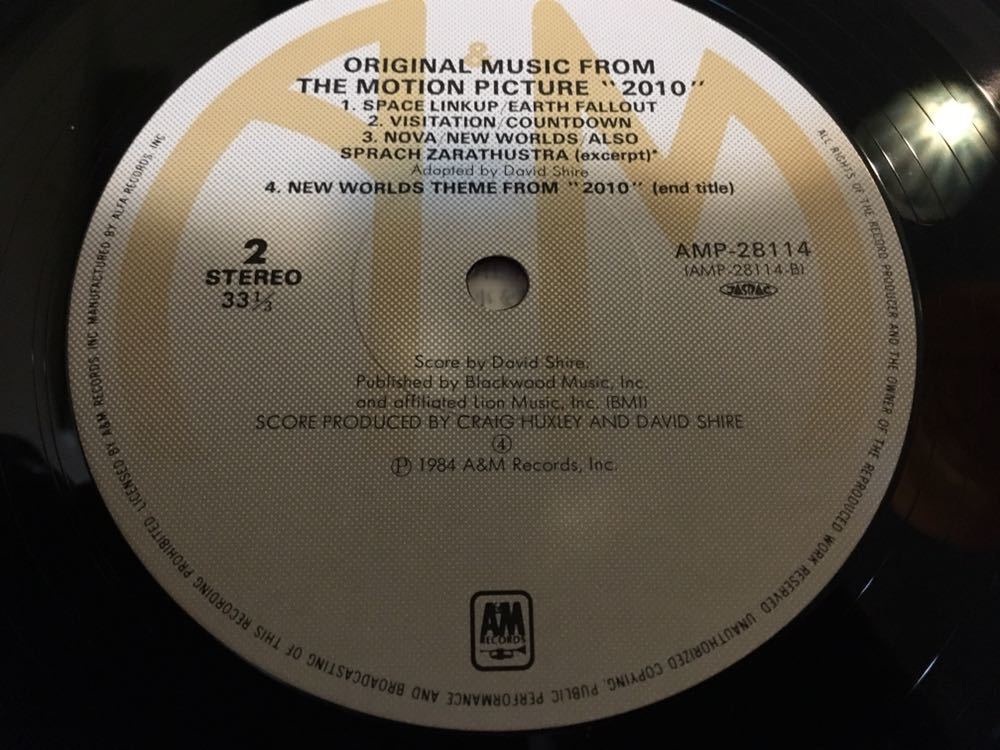 &
ORIGINAL MUSIC FROM
THE MOTION PICTURE "2010"
1. SPACE LINKUP/EARTH FALLOUT
2. VISITATION/COUNTDOWN
3. NOVA/NEW WORLDS/ALSO
SPRACH ZARATHUSTRA (excerpt)*
Adapted by David Shire
4. NEW WORLDS THEME FROM "2010" (end title)
2
STEREO
33⅓
AMP-28114
(AMP-28114-B)
JASRAC
Score by David Shire.
Published by Blackwood Music, Inc.
and affiliated Lion Music, Inc. (BMI)
SCORE PRODUCED BY CRAIG HUXLEY AND DAVID SHIRE
④
Ⓟ 1984 A&M Records, Inc.
A&M
RECORDS
ALL RIGHTS OF THE RECORD PRODUCER AND THE OWNER OF THE REPRODUCED WORK RESERVED UNAUTHORIZED COPYING, PUBLIC PERFORMANCE AND BROADCASTING OF THIS RECORDING PROHIBITED LICENSED BY A&M RECORDS INC MANUFACTURED BY ALFA RECORDS, INC